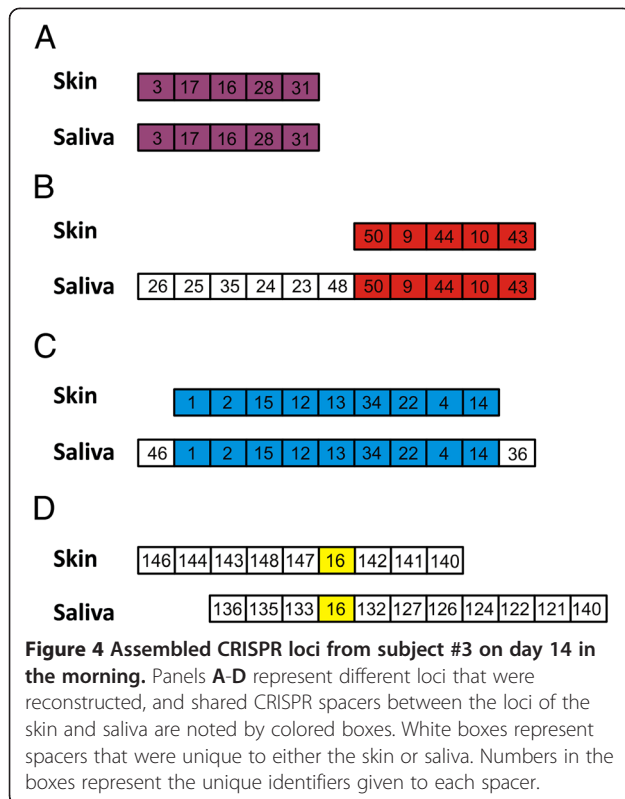 A
Skin 3 17 16 28 31
Saliva 3 17 16 28 31
B
Skin 50 9 44 10 43
Saliva 26 25 35 24 23 48 50 9 44 10 43
C
Skin 1 2 15 12 13 34 22 4 14
Saliva 46 1 2 15 12 13 34 22 4 14 36
D
Skin 146 144 143 148 147 16 142 141 140
Saliva 136 135 133 16 132 127 126 124 122 121 140
Figure 4 Assembled CRISPR loci from subject #3 on day 14 in
the morning. Panels A-D represent different loci that were
reconstructed, and shared CRISPR spacers between the loci of the
skin and saliva are noted by colored boxes. White boxes represent
spacers that were unique to either the skin or saliva. Numbers in the
boxes represent the unique identifiers given to each spacer.